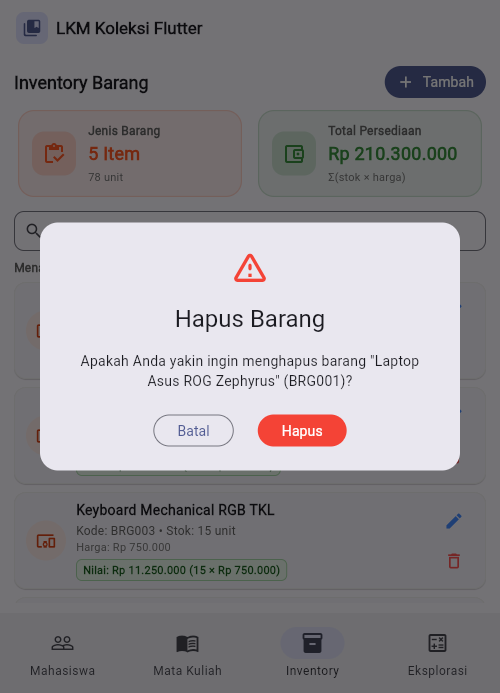 LKM Koleksi Flutter
Inventory Barang
Tambah
Jenis Barang
5 Item
78 unit
Total Persediaan
Rp 210.300.000
Σ(stok × harga)
Mena
Hapus Barang
Apakah Anda yakin ingin menghapus barang "Laptop
Asus ROG Zephyrus" (BRG001)?
Batal
Hapus
Keyboard Mechanical RGB TKL
Kode: BRG003 • Stok: 15 unit
Harga: Rp 750.000
Nilai: Rp 11.250.000 (15 × Rp 750.000)
Mahasiswa
Mata Kuliah
Inventory
Eksplorasi